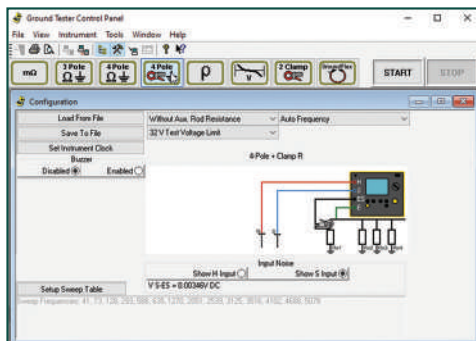 Ground Tester Control Panel
File View Instrument Tools Window Help
mΩ 3 Pole Ω 4 Pole Ω 4 Pole ρ V 2 Clamp GroundFlex START STOP
Configuration
Load From File Without Aux. Rod Resistance Auto Frequency
Save To File 32 V Test Voltage Limit
Set Instrument Clock
Buzzer 4-Pole + Clamp R
Disabled Enabled
H
S
ES
E
Input Noise
Show H Input Show S Input
Setup Sweep Table V S-ES = 0.00346V DC